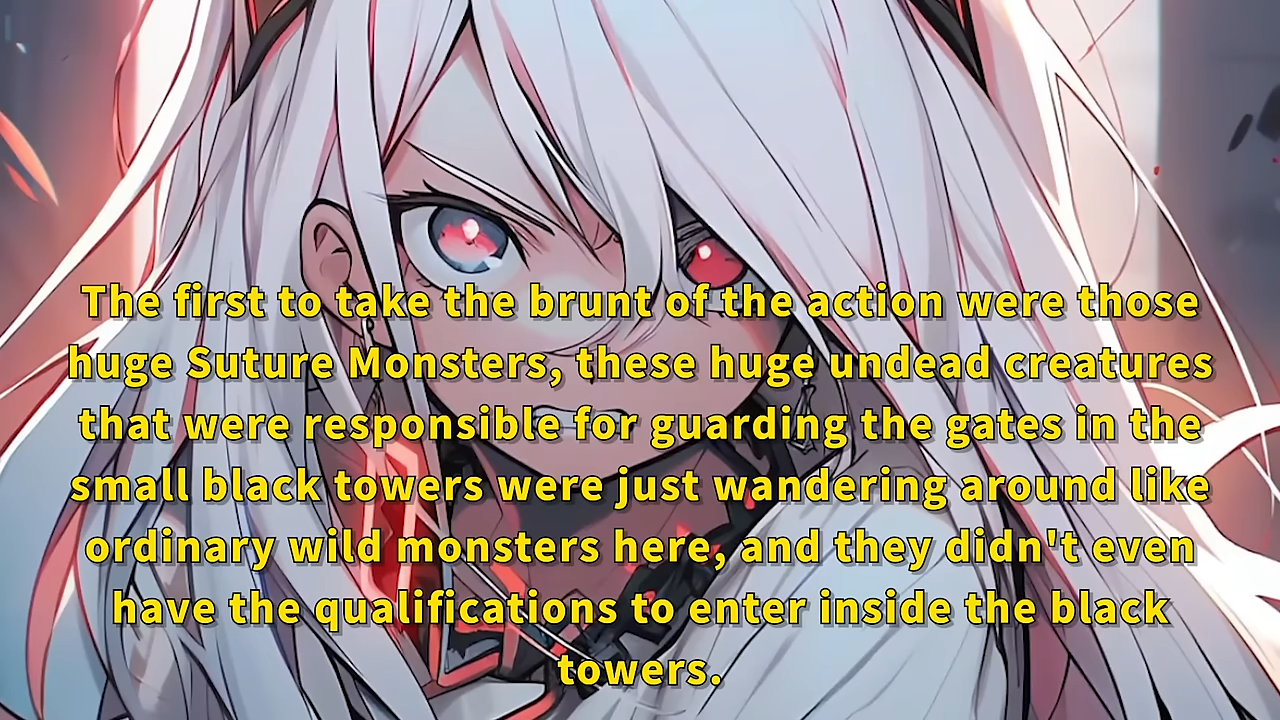 The first to take the brunt of the action were those
huge Suture Monsters, these huge undead creatures
that were responsible for guarding the gates in the
small black towers were just wandering around like
ordinary wild monsters here, and they didn't even
have the qualifications to enter inside the black
towers.